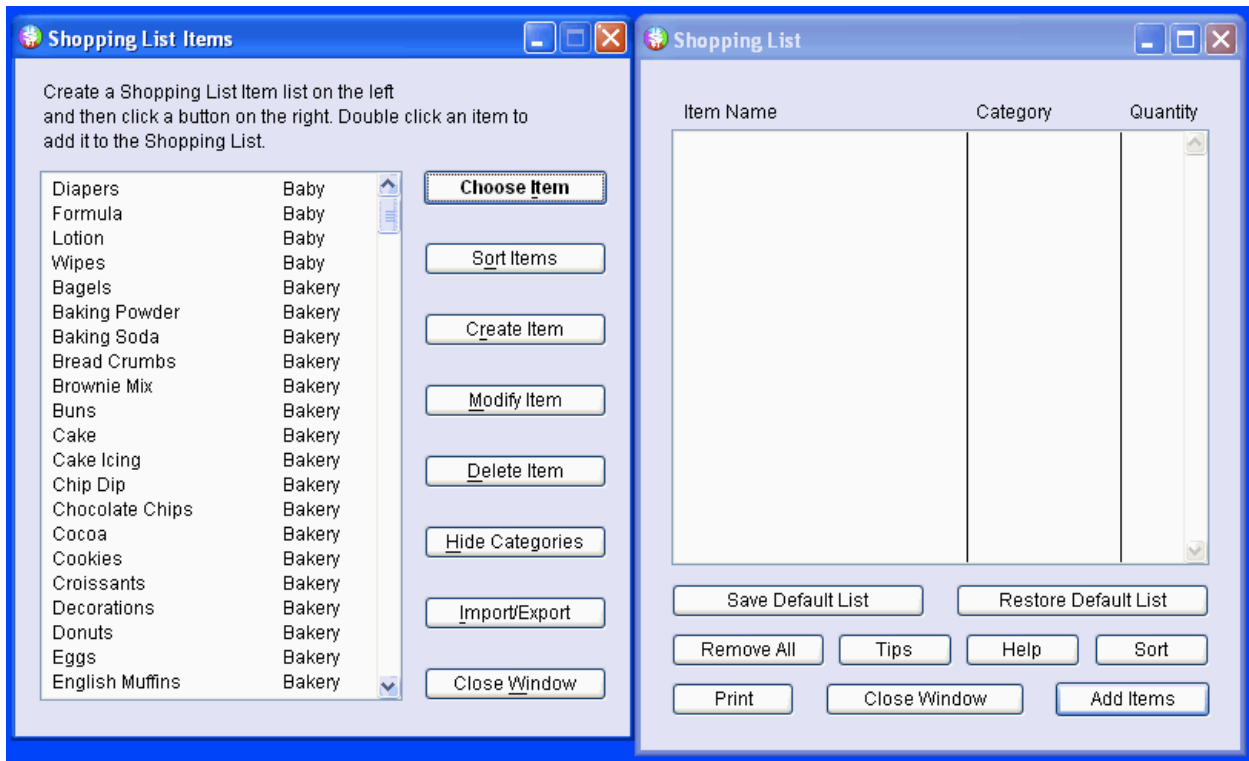 Shopping List Items
Create a Shopping List Item list on the left
and then click a button on the right. Double click an item to
add it to the Shopping List.
Diapers Baby
Formula Baby
Lotion Baby
Wipes Baby
Bagels Bakery
Baking Powder Bakery
Baking Soda Bakery
Bread Crumbs Bakery
Brownie Mix Bakery
Buns Bakery
Cake Bakery
Cake Icing Bakery
Chip Dip Bakery
Chocolate Chips Bakery
Cocoa Bakery
Cookies Bakery
Croissants Bakery
Decorations Bakery
Donuts Bakery
Eggs Bakery
English Muffins Bakery
Choose Item
Sort Items
Create Item
Modify Item
Delete Item
Hide Categories
Import/Export
Close Window
Shopping List
Item Name Category Quantity
Save Default List Restore Default List
Remove All Tips Help Sort
Print Close Window Add Items